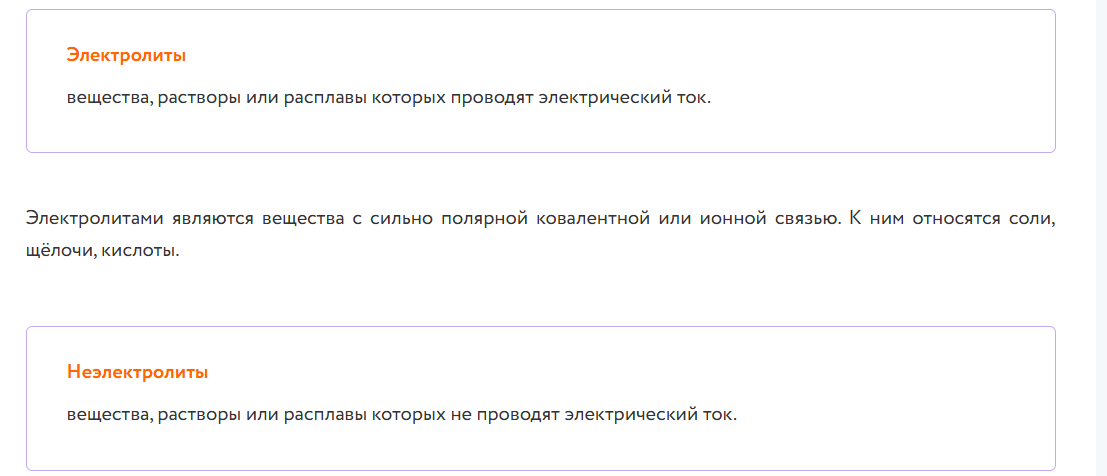 Электролиты
вещества, растворы или расплавы которых проводят электрический ток.
Электролитами являются вещества с сильно полярной ковалентной или ионной связью. К ним относятся соли,
щёлочи, кислоты.
Неэлектролиты
вещества, растворы или расплавы которых не проводят электрический ток.